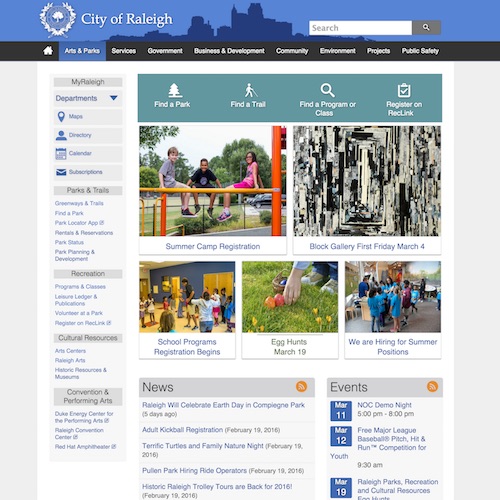 City of Raleigh
Search
Arts & Parks Services Government Business & Development Community Environment Projects Public Safety
MyRaleigh
Departments
Maps
Directory
Calendar
Subscriptions
Parks & Trails
Greenways & Trails
Find a Park
Park Locator App
Rentals & Reservations
Park Status
Park Planning &
Development
Recreation
Programs & Classes
Leisure Ledger &
Publications
Volunteer at a Park
Register on RecLink
Cultural Resources
Arts Centers
Raleigh Arts
Historic Resources &
Museums
Convention &
Performing Arts
Duke Energy Center for
the Performing Arts
Raleigh Convention
Center
Red Hat Amphitheater
Find a Park
Find a Trail
Find a Program or
Class
Register on
RecLink
Summer Camp Registration
Block Gallery First Friday March 4
School Programs
Registration Begins
Egg Hunts
March 19
We are Hiring for Summer
Positions
News
Raleigh Will Celebrate Earth Day in Compiegne Park
(5 days ago)
Adult Kickball Registration (February 19, 2016)
Terrific Turtles and Family Nature Night (February 19,
2016)
Pullen Park Hiring Ride Operators (February 19, 2016)
Historic Raleigh Trolley Tours are Back for 2016!
(February 19, 2016)
Events
Mar
11
NOC Demo Night
5:00 pm - 8:00 pm
Mar
12
Free Major League
Baseball® Pitch, Hit &
Run™ Competition for
Youth
9:30 am
Mar
19
Raleigh Parks, Recreation
and Cultural Resources
Egg Hunts